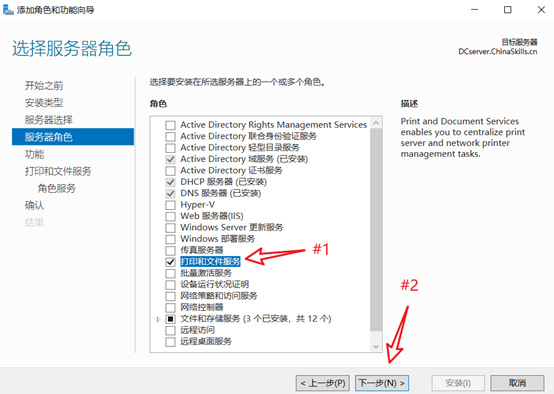 添加角色和功能向导
选择服务器角色
目标服务器
DCserver.ChinaSkills.cn
开始之前
安装类型
服务器选择
服务器角色
功能
打印和文件服务
角色服务
确认
结果
选择要安装在所选服务器上的一个或多个角色。
角色
Active Directory Rights Management Services
Active Directory 联合身份验证服务
Active Directory 轻型目录服务
Active Directory 域服务 (已安装)
Active Directory 证书服务
DHCP 服务器 (已安装)
DNS 服务器 (已安装)
Hyper-V
Web 服务器(IIS)
Windows Server 更新服务
Windows 部署服务
传真服务器
打印和文件服务
批量激活服务
设备运行状况证明
网络策略和访问服务
网络控制器
文件和存储服务 (3 个已安装，共 12 个)
远程访问
远程桌面服务
描述
Print and Document Services
enables you to centralize print
server and network printer
management tasks.
#1
#2
< 上一步(P)
下一步(N) >
安装(I)
取消